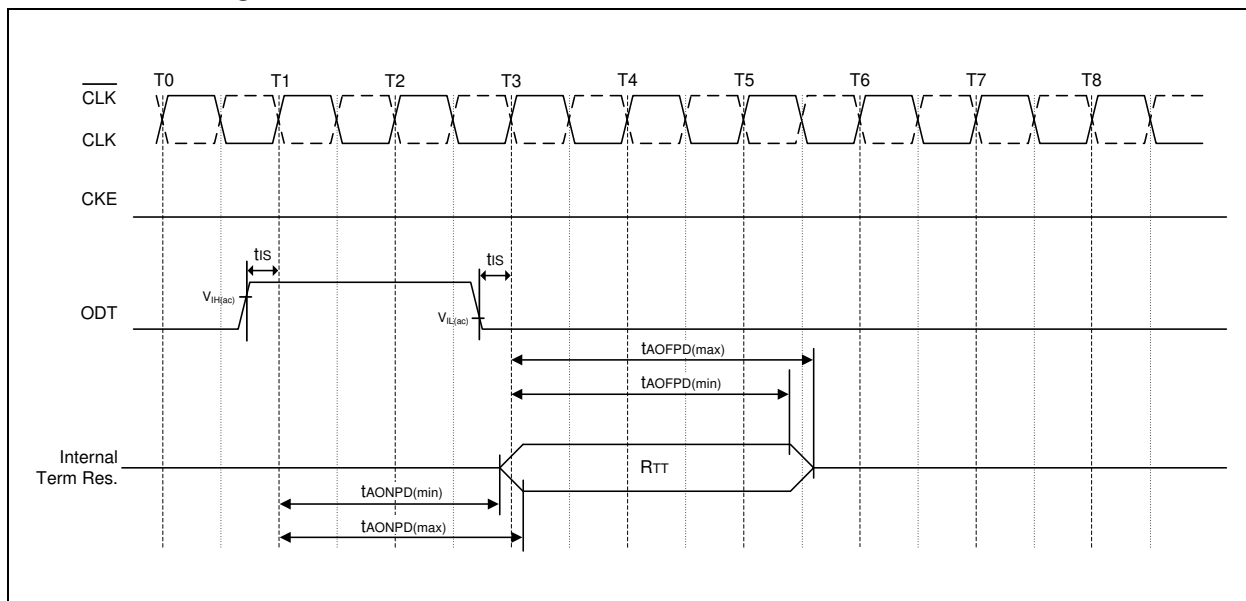 T0 T1 T2 T3 T4 T5 T6 T7 T8
CLK
CLK
CKE
tIS
tIS
VIH(ac)
ODT
VIL(ac)
tAOFPD(max)
tAOFPD(min)
Internal
Term Res.
RTT
tAONPD(min)
tAONPD(max)